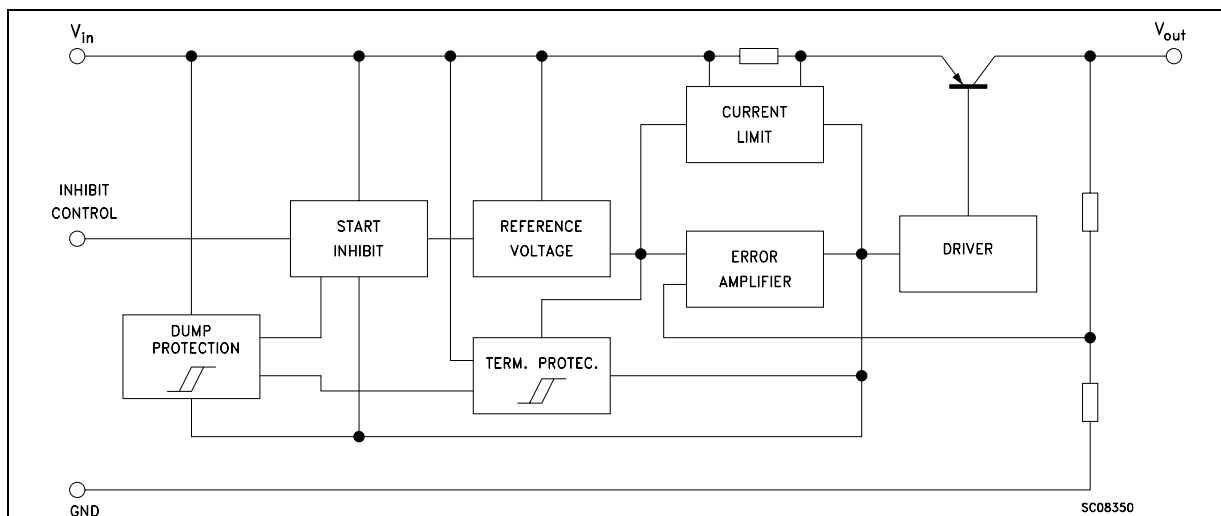 Vin
Vout
CURRENT
LIMIT
INHIBIT
CONTROL
START
INHIBIT
REFERENCE
VOLTAGE
ERROR
AMPLIFIER
DRIVER
DUMP
PROTECTION
TERM. PROTEC.
GND
SC08350